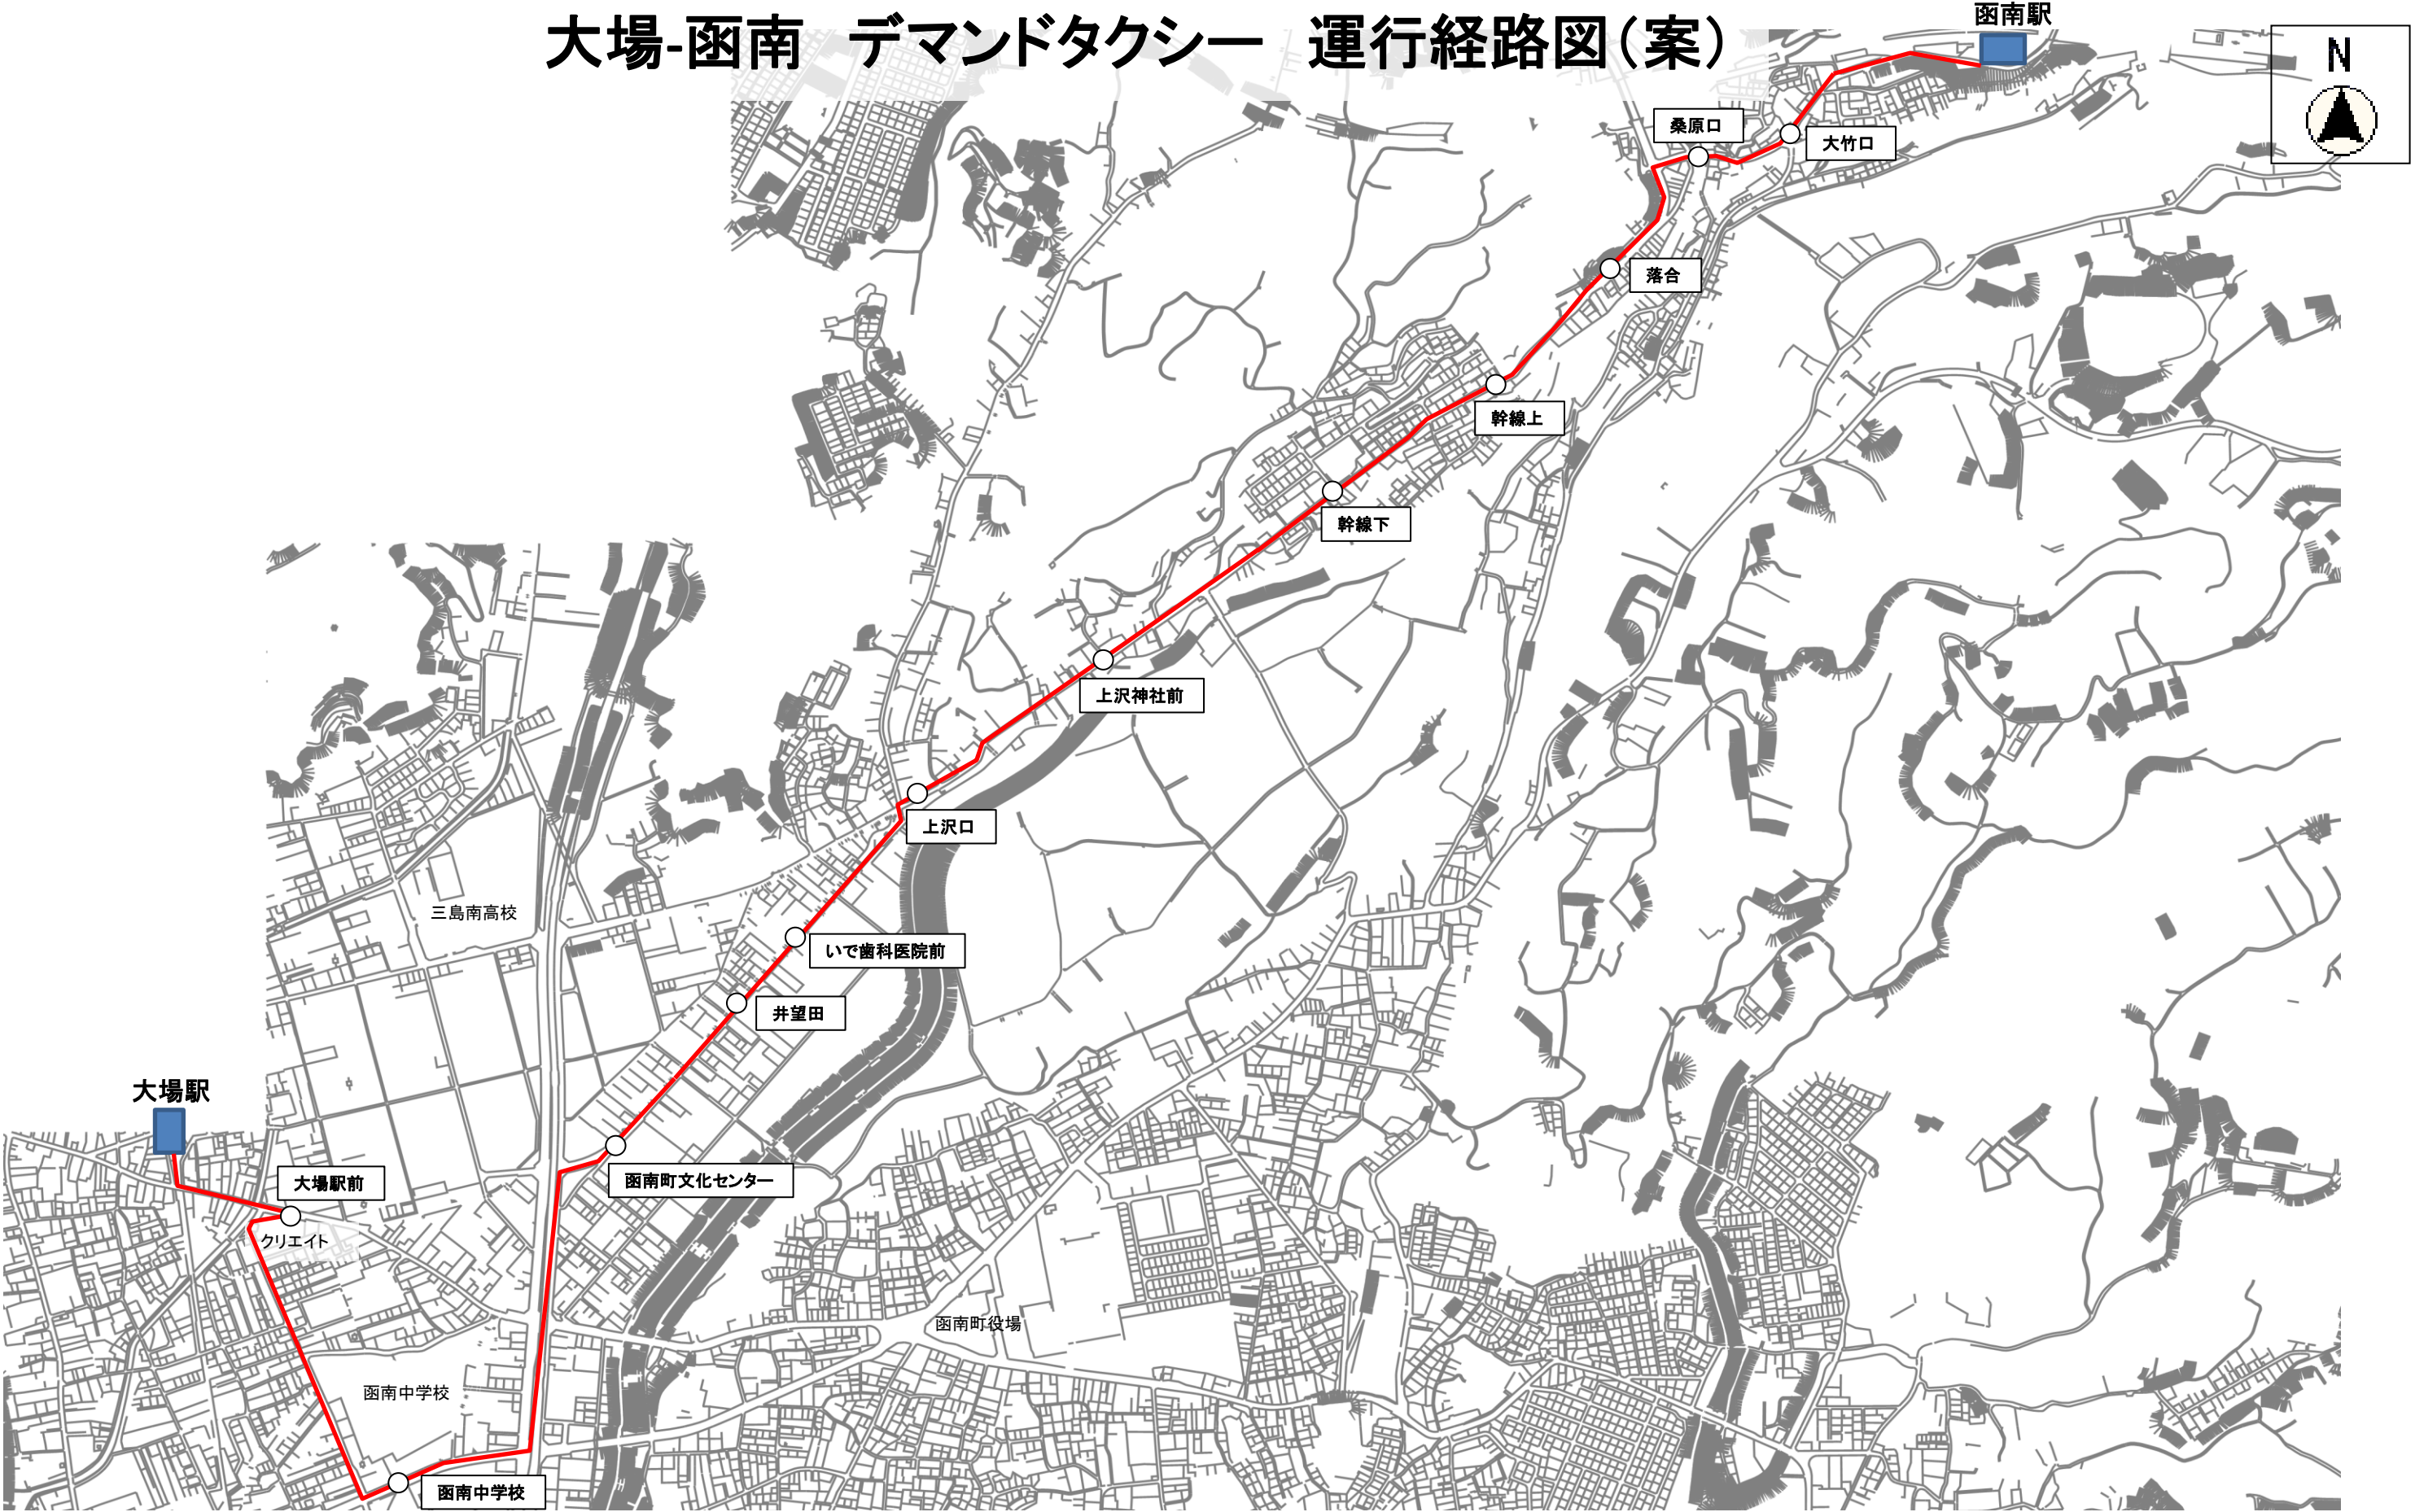 大場-函南　デマンドタクシー　運行経路図（案）
函南駅
N
桑原口
大竹口
落合
幹線上
幹線下
上沢神社前
上沢口
三島南高校
いで歯科医院前
井望田
大場駅
大場駅前
函南町文化センター
クリエイト
函南町役場
函南中学校
函南中学校